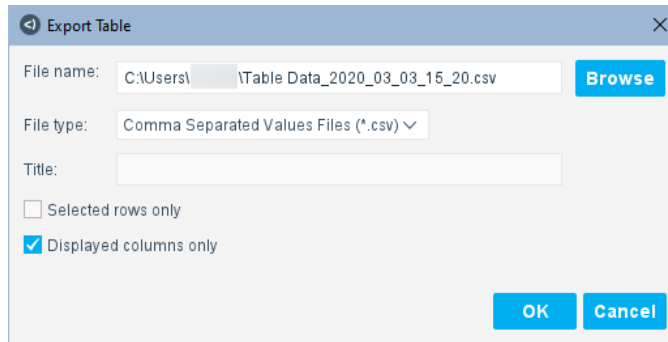 Export Table
File name: C:\Users\ \Table Data_2020_03_03_15_20.csv Browse
File type: Comma Separated Values Files (*.csv)
Title:
Selected rows only
Displayed columns only
OK Cancel